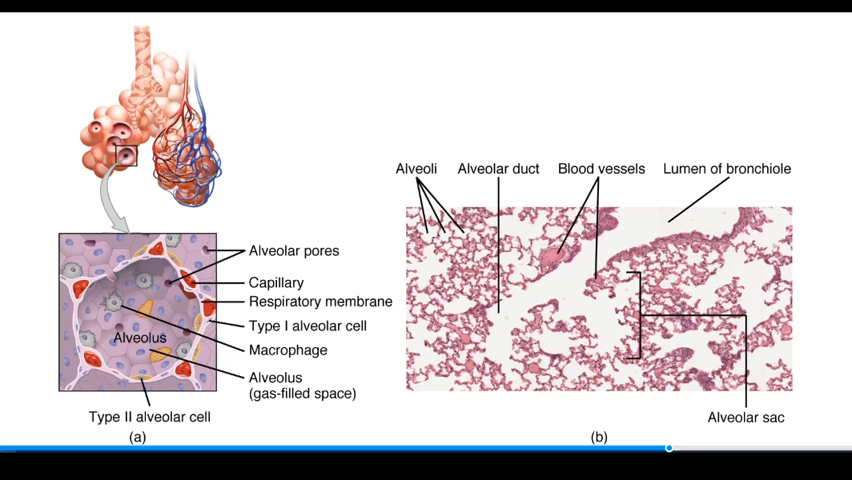 Alveolar pores
Capillary
Respiratory membrane
Type I alveolar cell
Macrophage
Alveolus
(gas-filled space)
Alveolus
Type II alveolar cell
(a)
Alveoli
Alveolar duct
Blood vessels
Lumen of bronchiole
Alveolar sac
(b)